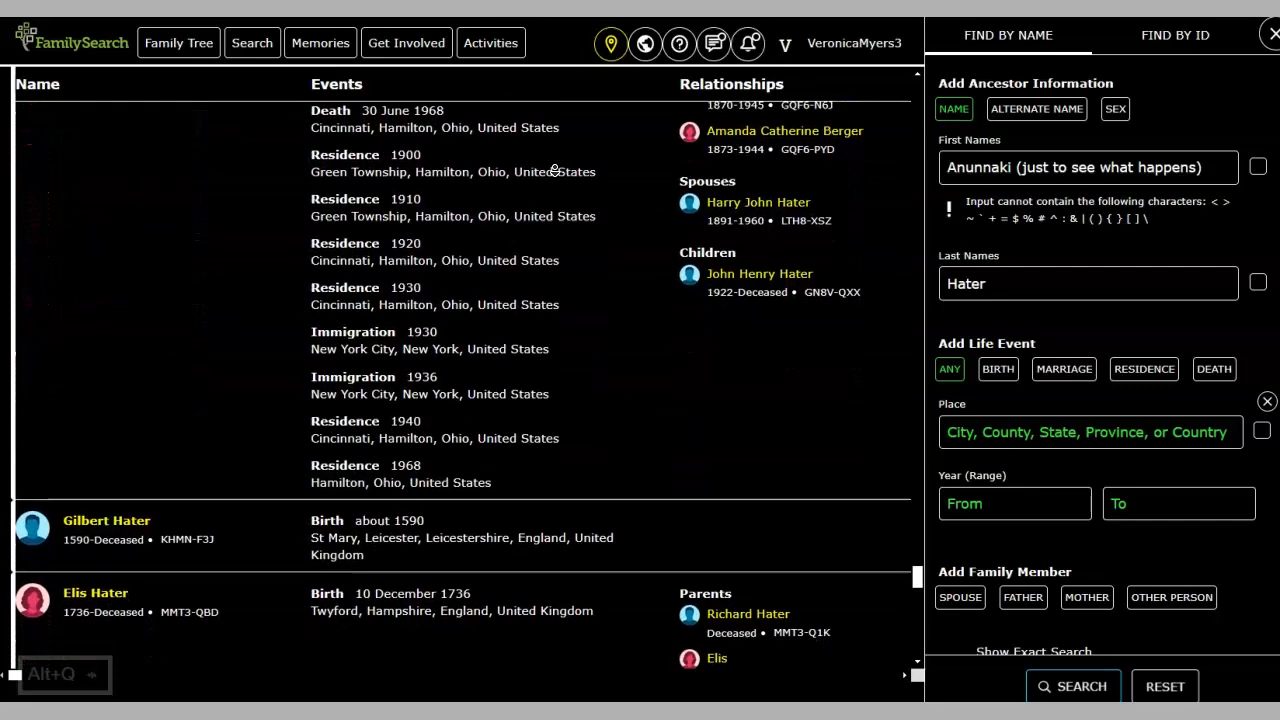 FamilySearch
Family Tree
Search
Memories
Get Involved
Activities
V
VeronicaMyers3
FIND BY NAME
FIND BY ID
Name
Events
Relationships
Death 30 June 1968
Cincinnati, Hamilton, Ohio, United States
Residence 1900
Green Township, Hamilton, Ohio, United States
Residence 1910
Green Township, Hamilton, Ohio, United States
Residence 1920
Cincinnati, Hamilton, Ohio, United States
Residence 1930
Cincinnati, Hamilton, Ohio, United States
Immigration 1930
New York City, New York, United States
Immigration 1936
New York City, New York, United States
Residence 1940
Cincinnati, Hamilton, Ohio, United States
Residence 1968
Hamilton, Ohio, United States
1870-1945 • GQF6-N6J
Amanda Catherine Berger
1873-1944 • GQF6-PYD
Spouses
Harry John Hater
1891-1960 • LTH8-XSZ
Children
John Henry Hater
1922-Deceased • GN8V-QXX
Gilbert Hater
1590-Deceased • KHMN-F3J
Birth about 1590
St Mary, Leicester, Leicestershire, England, United
Kingdom
Elis Hater
1736-Deceased • MMT3-QBD
Birth 10 December 1736
Twyford, Hampshire, England, United Kingdom
Parents
Richard Hater
Deceased • MMT3-Q1K
Elis
Alt+Q
Add Ancestor Information
NAME
ALTERNATE NAME
SEX
First Names
Anunnaki (just to see what happens)
! Input cannot contain the following characters: < >
~ ` + = $ % # ^ : & | ( ) { } [ ] \
Last Names
Hater
Add Life Event
ANY
BIRTH
MARRIAGE
RESIDENCE
DEATH
Place
City, County, State, Province, or Country
Year (Range)
From
To
Add Family Member
SPOUSE
FATHER
MOTHER
OTHER PERSON
Show Exact Search
SEARCH
RESET